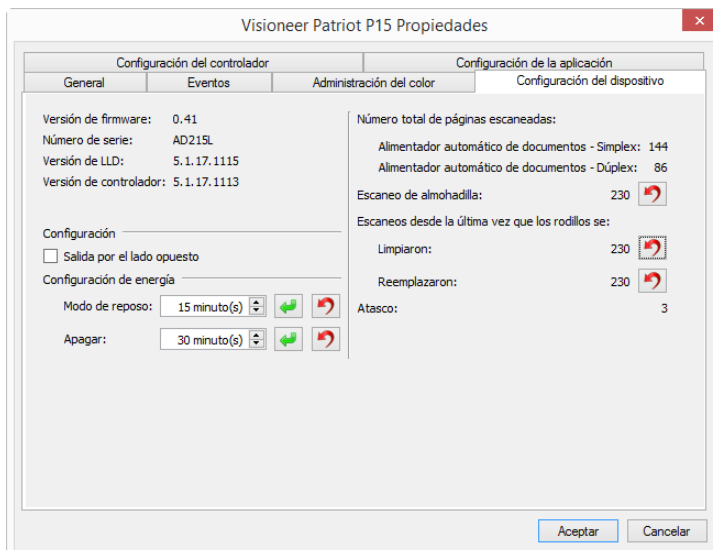 Visioneer Patriot P15 Propiedades
Configuración del controlador
Configuración de la aplicación
General
Eventos
Administración del color
Configuración del dispositivo
Versión de firmware: 0.41
Número de serie: AD215L
Versión de LLD: 5.1.17.1115
Versión de controlador: 5.1.17.1113
Configuración
Salida por el lado opuesto
Configuración de energía
Modo de reposo: 15 minuto(s)
Apagar: 30 minuto(s)
Número total de páginas escaneadas:
Alimentador automático de documentos - Simplex: 144
Alimentador automático de documentos - Dúplex: 86
Escaneo de almohadilla: 230
Escaneos desde la última vez que los rodillos se:
Limpiaron: 230
Reemplazaron: 230
Atasco: 3
Aceptar
Cancelar